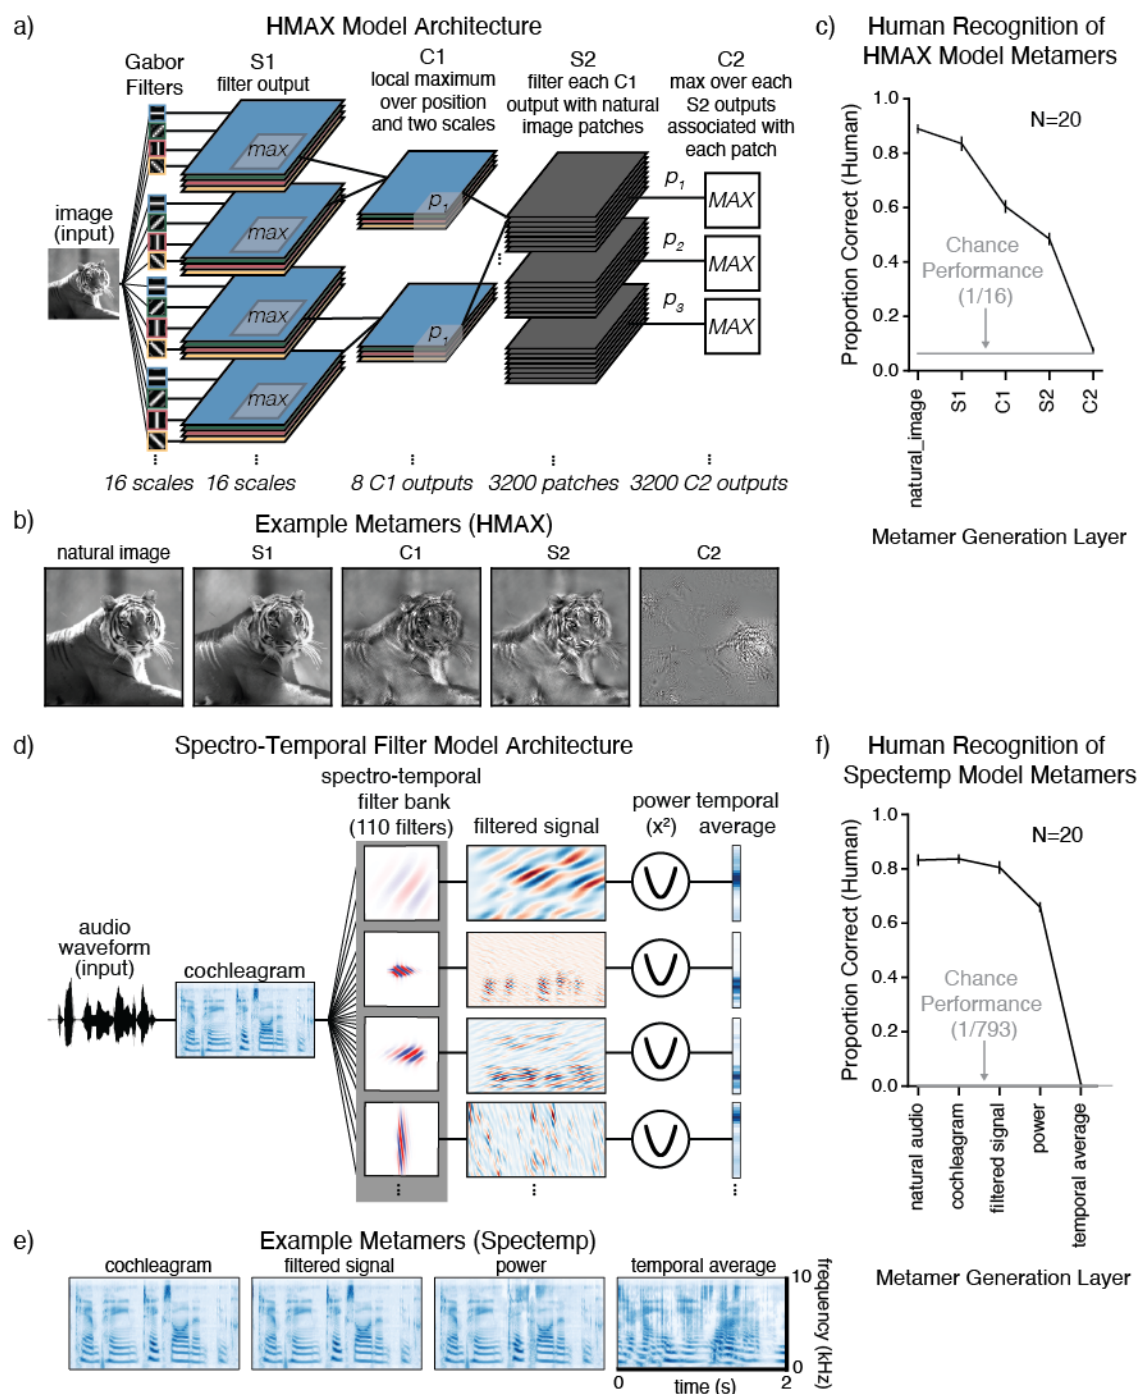 a)
HMAX Model Architecture
Gabor
Filters
S1
filter output
C1
local maximum
over position
and two scales
S2
filter each C1
output with natural
image patches
C2
max over each
S2 outputs
associated with
each patch
image
(input)
max
max
max
max
p1
p1
p1
p2
p3
MAX
MAX
MAX
...
...
...
...
...
...
16 scales
16 scales
8 C1 outputs
3200 patches
3200 C2 outputs
b)
Example Metamers (HMAX)
natural image
S1
C1
S2
C2
c)
Human Recognition of
HMAX Model Metamers
N=20
Proportion Correct (Human)
1.0
0.8
0.6
0.4
0.2
0.0
Chance
Performance
(1/16)
natural_image
S1
C1
S2
C2
Metamer Generation Layer
d)
Spectro-Temporal Filter Model Architecture
audio
waveform
(input)
cochleagram
spectro-temporal
filter bank
(110 filters)
filtered signal
power
(x²)
temporal
average
...
...
...
e)
Example Metamers (Spectemp)
cochleagram
filtered signal
power
temporal average
10
0
frequency (kHz)
0
time (s)
2
f)
Human Recognition of
Spectemp Model Metamers
N=20
Proportion Correct (Human)
1.0
0.8
0.6
0.4
0.2
0.0
Chance
Performance
(1/793)
natural audio
cochleagram
filtered signal
power
temporal average
Metamer Generation Layer